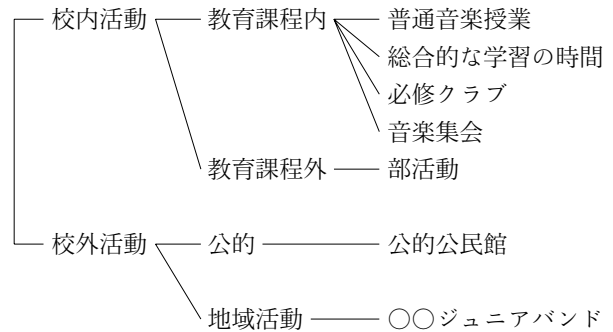 校内活動 教育課程内 普通音楽授業
総合的な学習の時間
必修クラブ
音楽集会
教育課程外 部活動
校外活動 公的 公的公民館
地域活動 〇〇ジュニアバンド